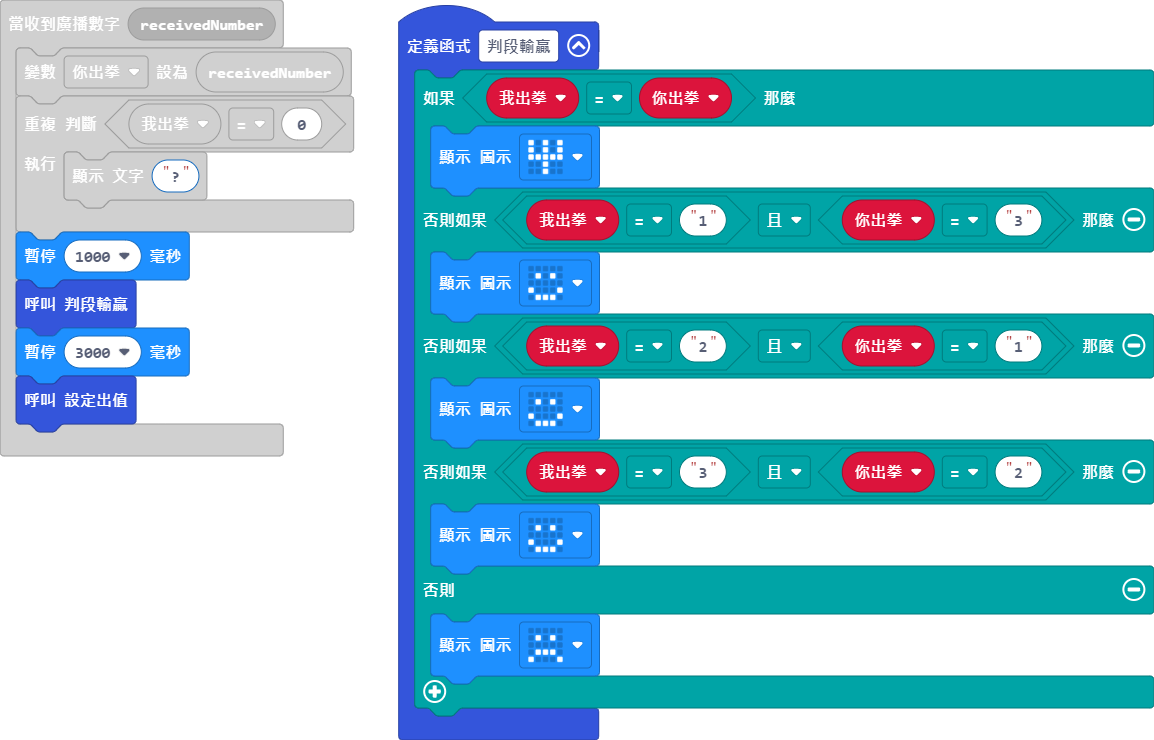 當收到廣播數字 receivedNumber
變數 你出拳 設為 receivedNumber
重複 判斷 我出拳 = 0
執行
顯示 文字 "?"
暫停 1000 毫秒
呼叫 判段輸贏
暫停 3000 毫秒
呼叫 設定出值
定義函式 判段輸贏
如果 我出拳 = 你出拳 那麼
顯示 圖示
否則如果 我出拳 = "1" 且 你出拳 = "3" 那麼
顯示 圖示
否則如果 我出拳 = "2" 且 你出拳 = "1" 那麼
顯示 圖示
否則如果 我出拳 = "3" 且 你出拳 = "2" 那麼
顯示 圖示
否則
顯示 圖示